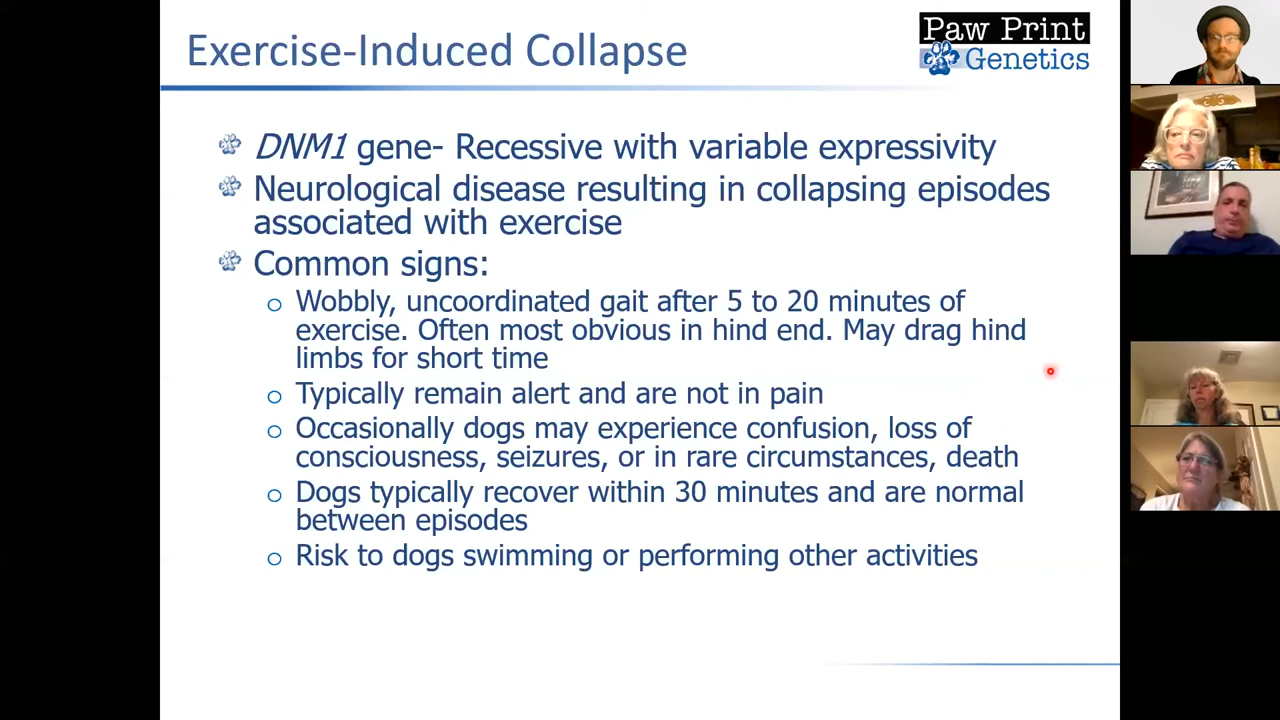 Exercise-Induced Collapse
Paw Print
Genetics
DNM1 gene- Recessive with variable expressivity
Neurological disease resulting in collapsing episodes
associated with exercise
Common signs:
Wobbly, uncoordinated gait after 5 to 20 minutes of
exercise. Often most obvious in hind end. May drag hind
limbs for short time
Typically remain alert and are not in pain
Occasionally dogs may experience confusion, loss of
consciousness, seizures, or in rare circumstances, death
Dogs typically recover within 30 minutes and are normal
between episodes
Risk to dogs swimming or performing other activities